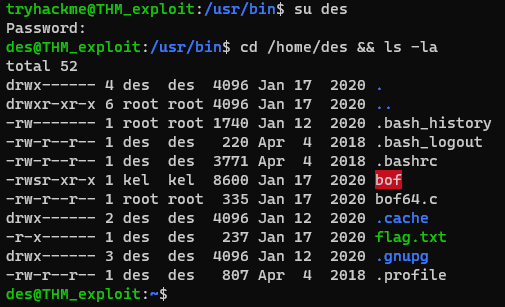 tryhackme@THM_exploit:/usr/bin$ su des
Password:
des@THM_exploit:/usr/bin$ cd /home/des && ls -la
total 52
drwx------ 4 des  des  4096 Jan 17  2020 .
drwxr-xr-x 6 root root 4096 Jan 17  2020 ..
-rw------- 1 root root 1740 Jan 12  2020 .bash_history
-rw-r--r-- 1 des  des   220 Apr  4  2018 .bash_logout
-rw-r--r-- 1 des  des  3771 Apr  4  2018 .bashrc
-rwsr-xr-x 1 kel  kel  8600 Jan 17  2020 bof
-rw-r--r-- 1 root root  335 Jan 17  2020 bof64.c
drwx------ 2 des  des  4096 Jan 12  2020 .cache
-r-x------ 1 des  des   237 Jan 17  2020 flag.txt
drwx------ 3 des  des  4096 Jan 12  2020 .gnupg
-rw-r--r-- 1 des  des   807 Apr  4  2018 .profile
des@THM_exploit:~$